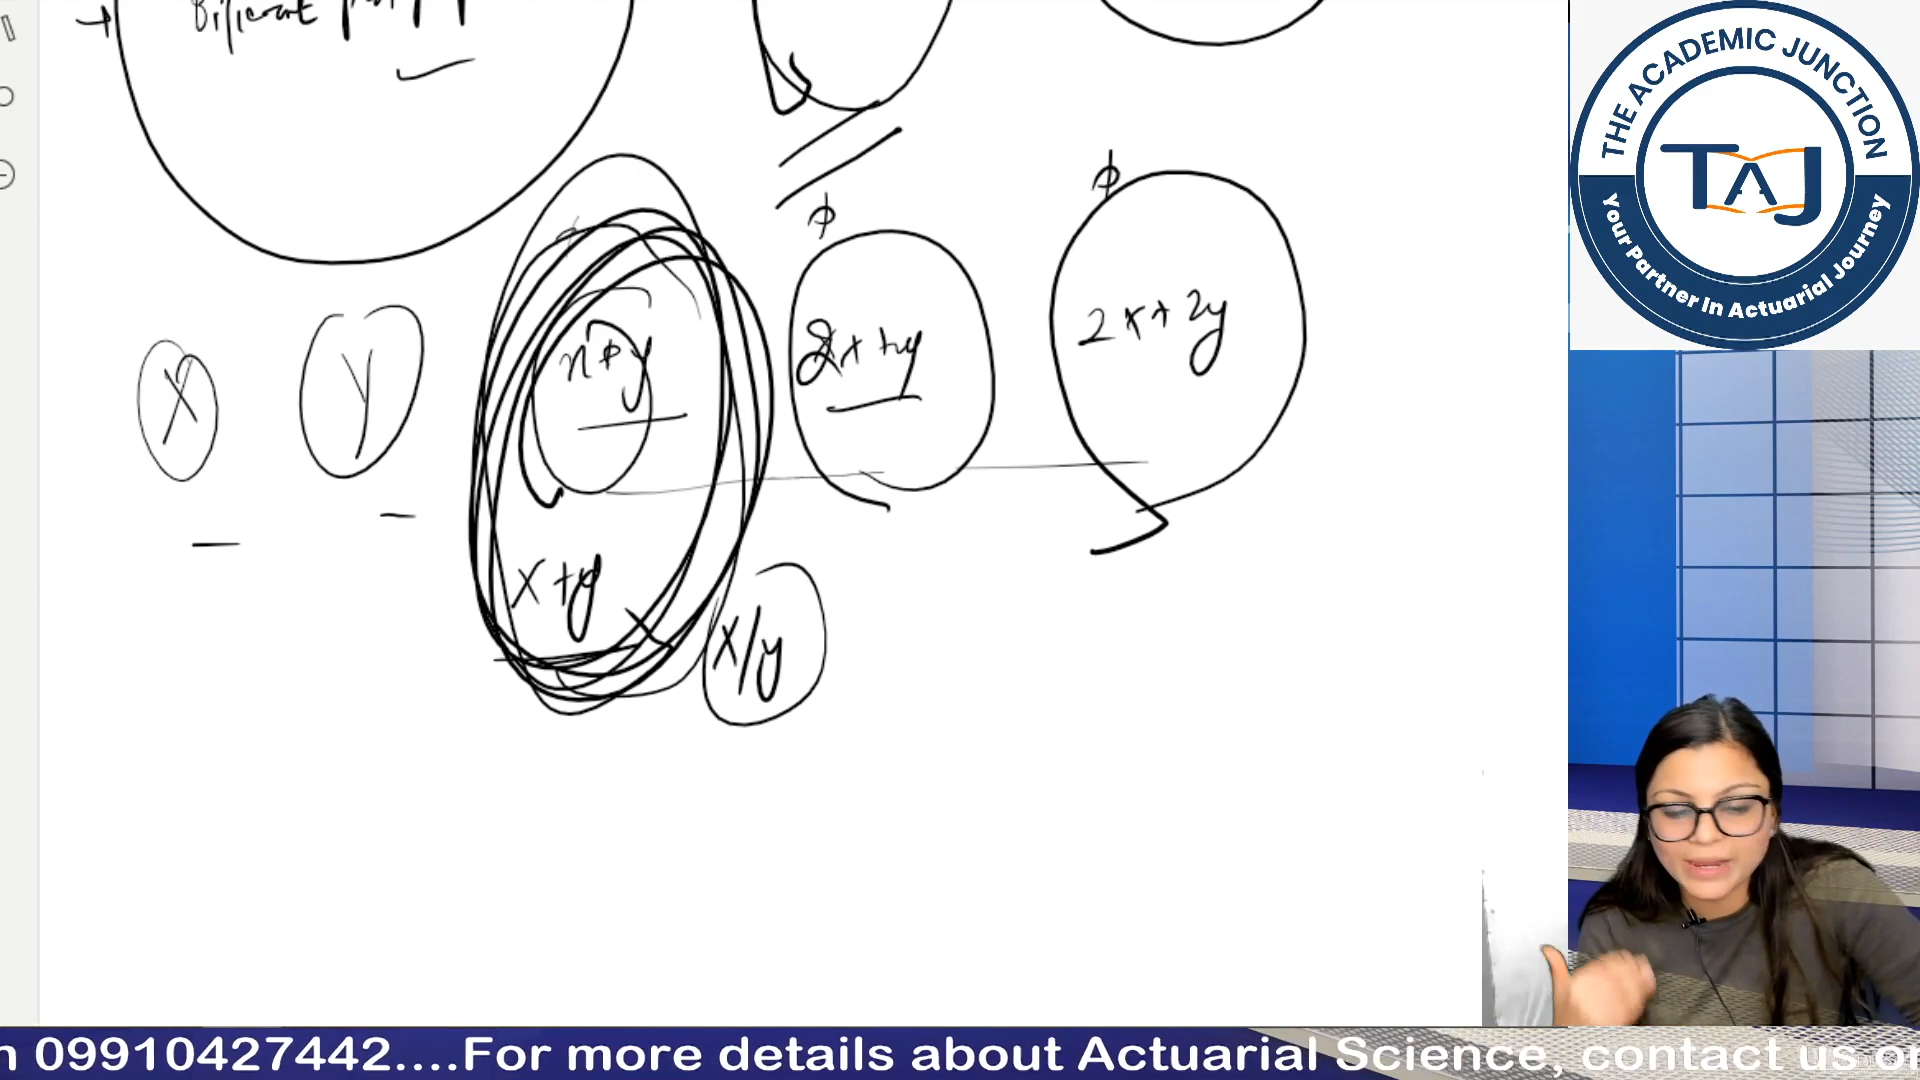 x
y
x+y
2x+y
2x+2y
x+y
x/y
THE ACADEMIC JUNCTION
TAJ
Your Partner In Actuarial Journey
09910427442....For more details about Actuarial Science, contact us